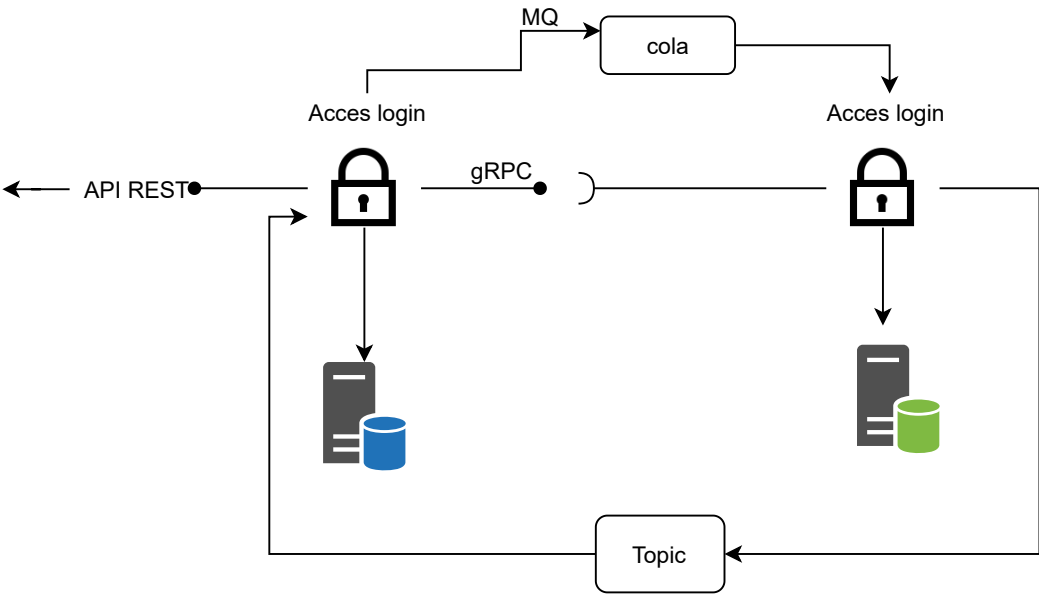 MQ
cola
Acces login
Acces login
gRPC
API REST
Topic